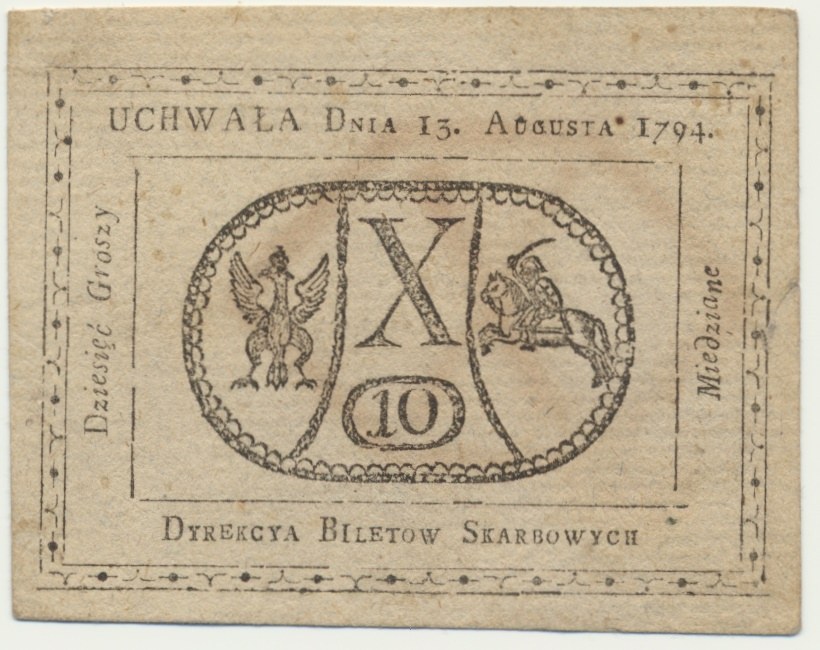 UCHWAŁA DNIA 13. AUGUSTA 1794.
Dziesięć Groszy
X
10
Miedziane
DYREKCYA BILETOW SKARBOWYCH